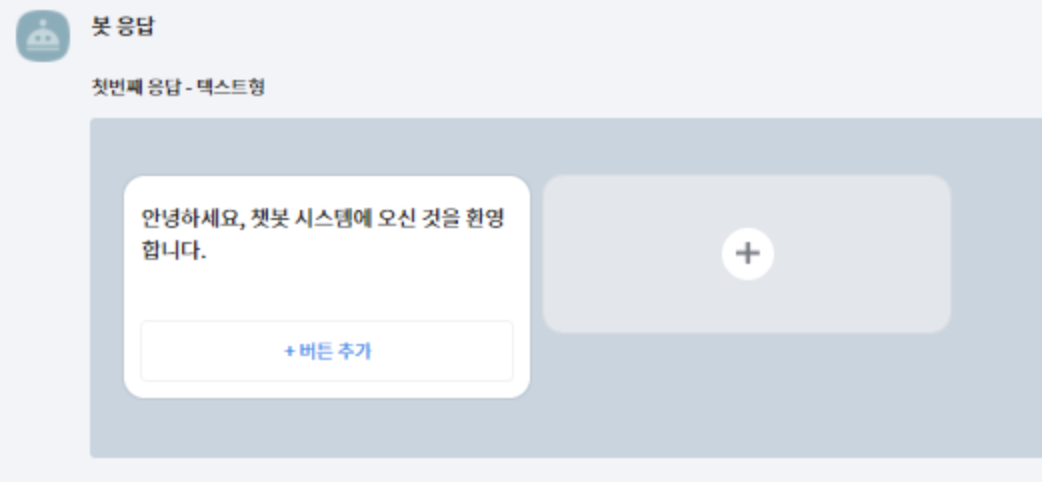 봇 응답
첫번째 응답 - 텍스트형
안녕하세요, 챗봇 시스템에 오신 것을 환영
합니다.
+ 버튼 추가